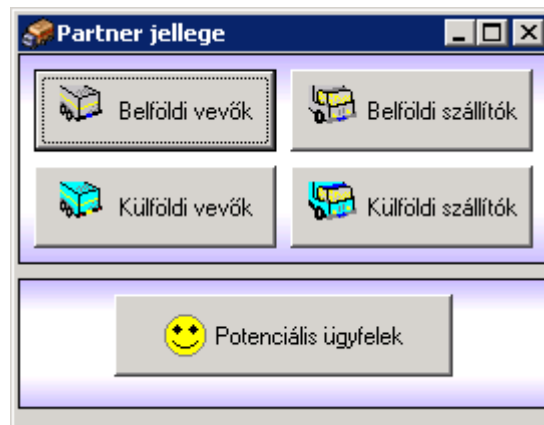 Partner jellege
Belföldi vevők
Belföldi szállítók
Külföldi vevők
Külföldi szállítók
Potenciális ügyfelek